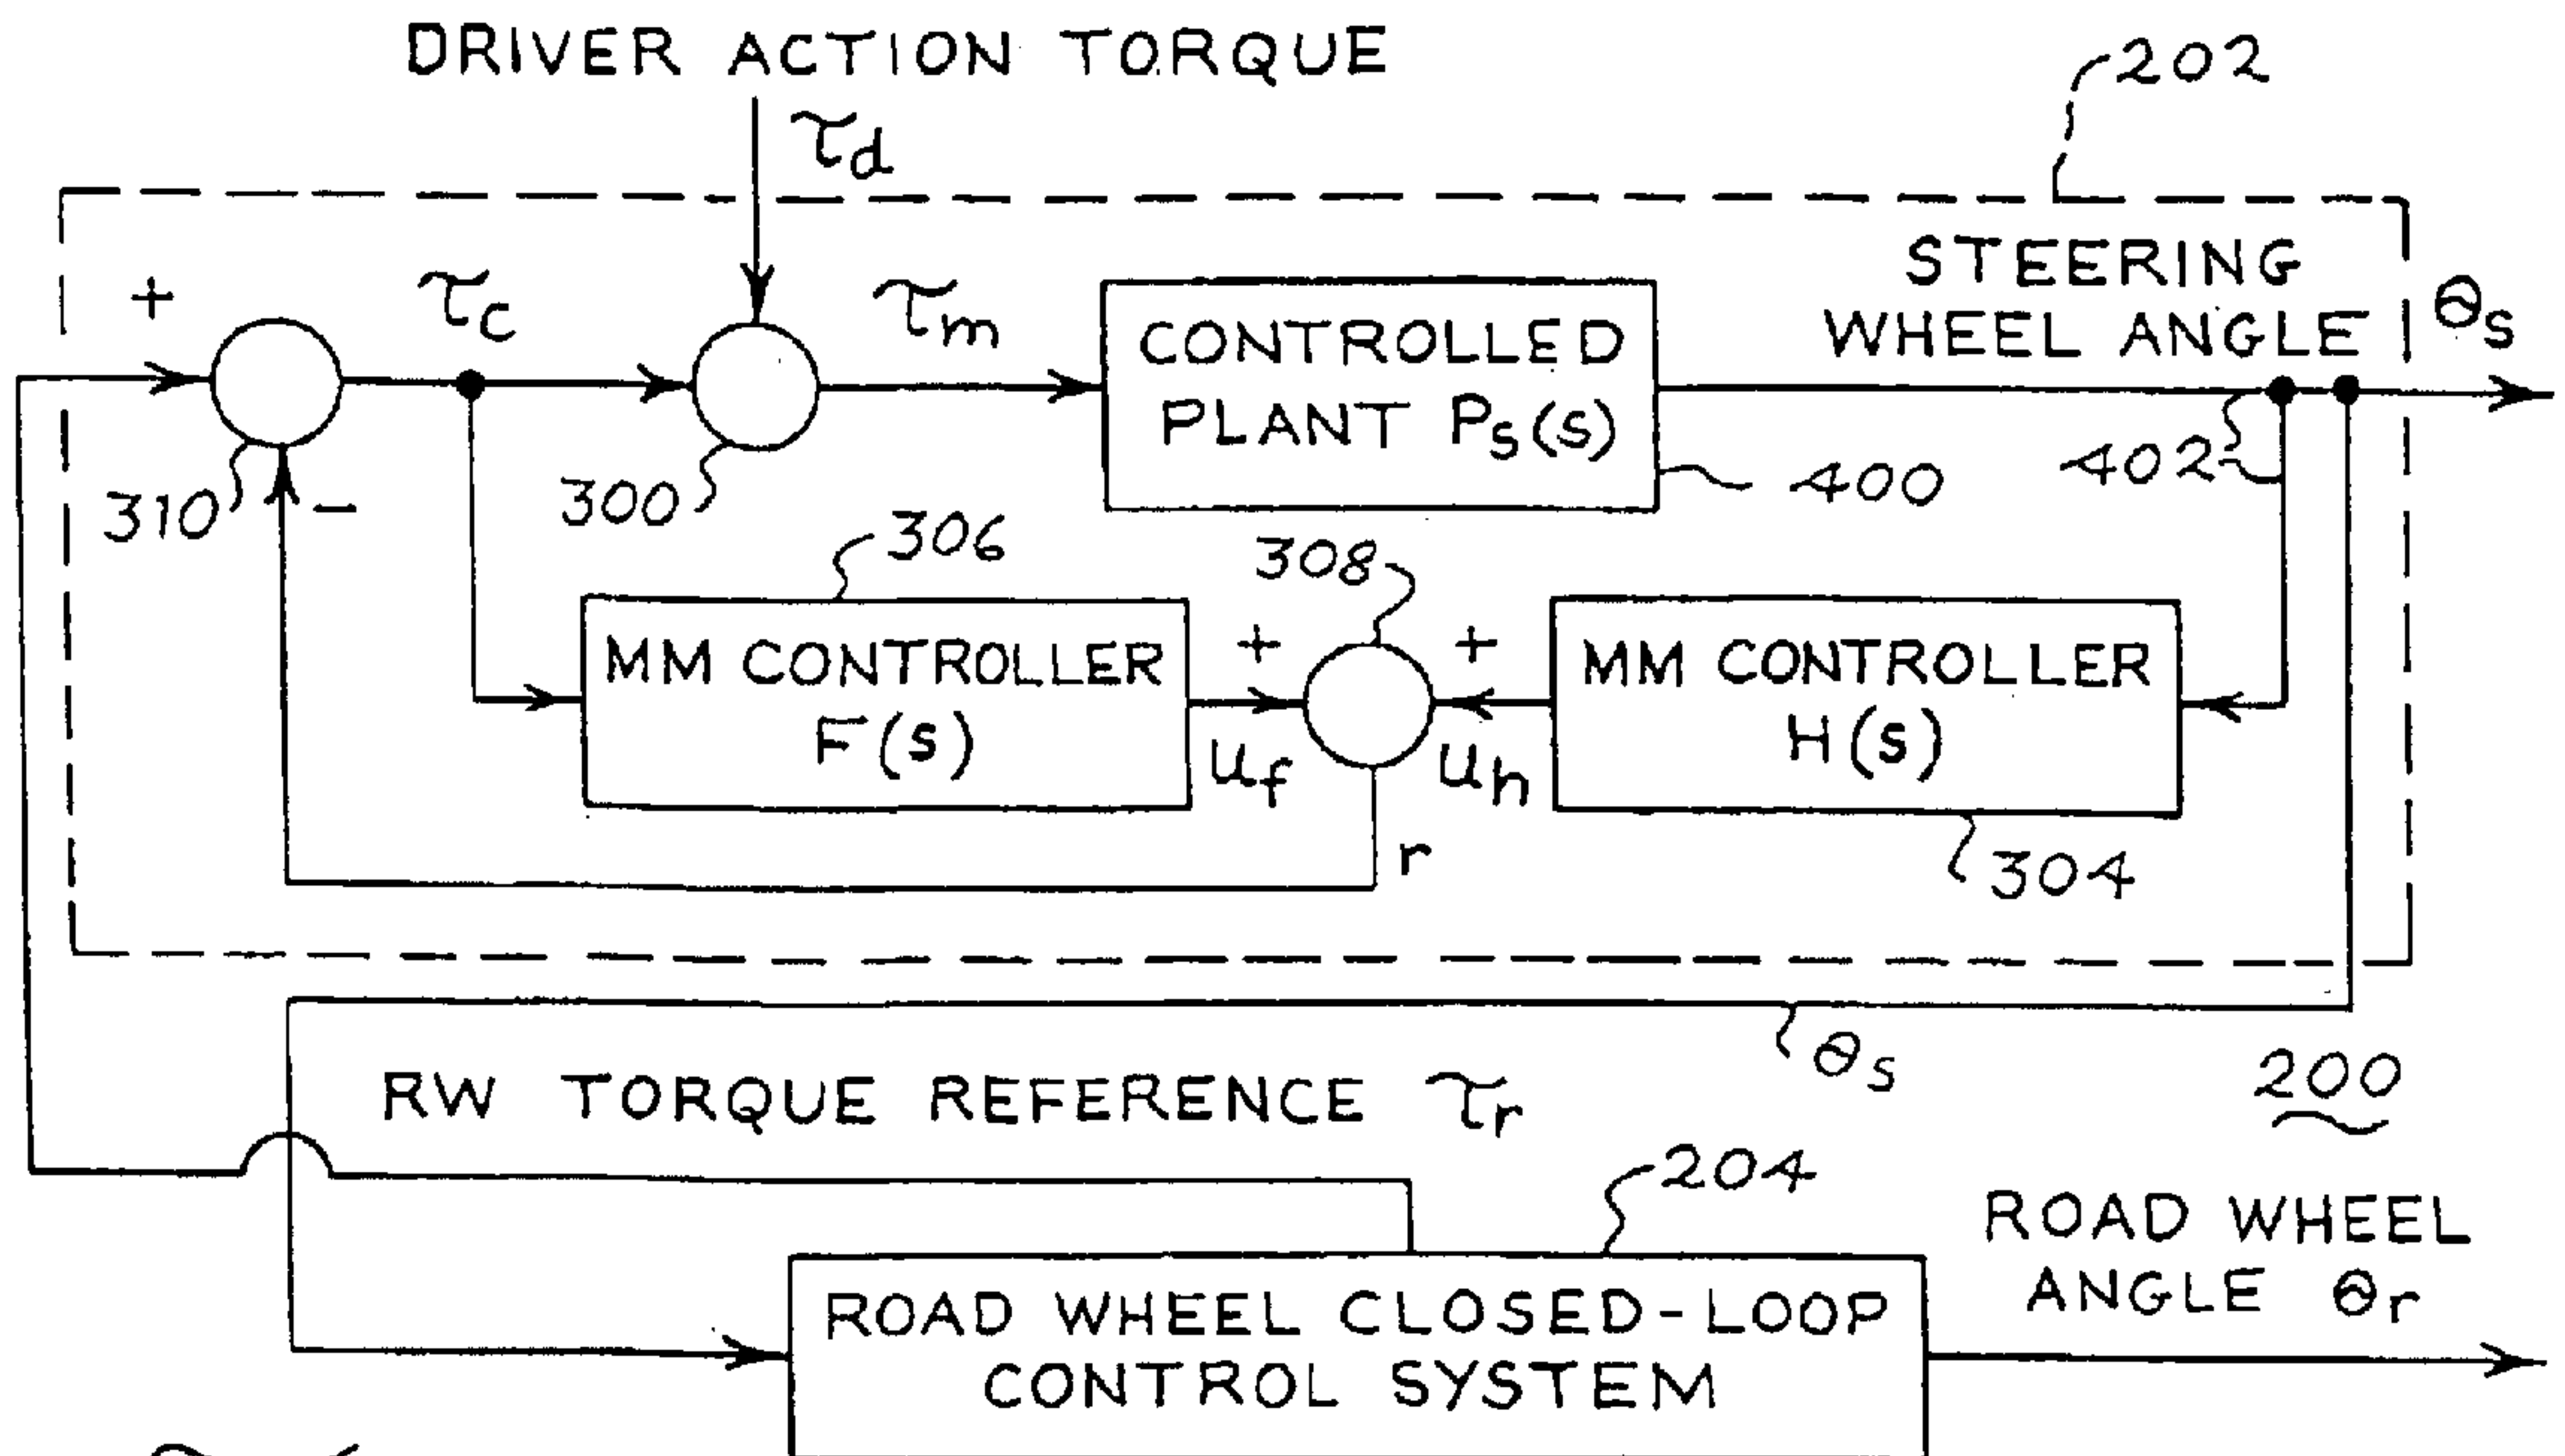 DRIVER ACTION TORQUE
τd
202
+
τc
τm
CONTROLLED
PLANT Ps(s)
STEERING
WHEEL ANGLE
θs
310
−
300
400
402
306
308
MM CONTROLLER
F(s)
+
uf
+
uh
MM CONTROLLER
H(s)
r
304
θs
200
RW TORQUE REFERENCE τr
204
ROAD WHEEL CLOSED-LOOP
CONTROL SYSTEM
ROAD WHEEL
ANGLE θr